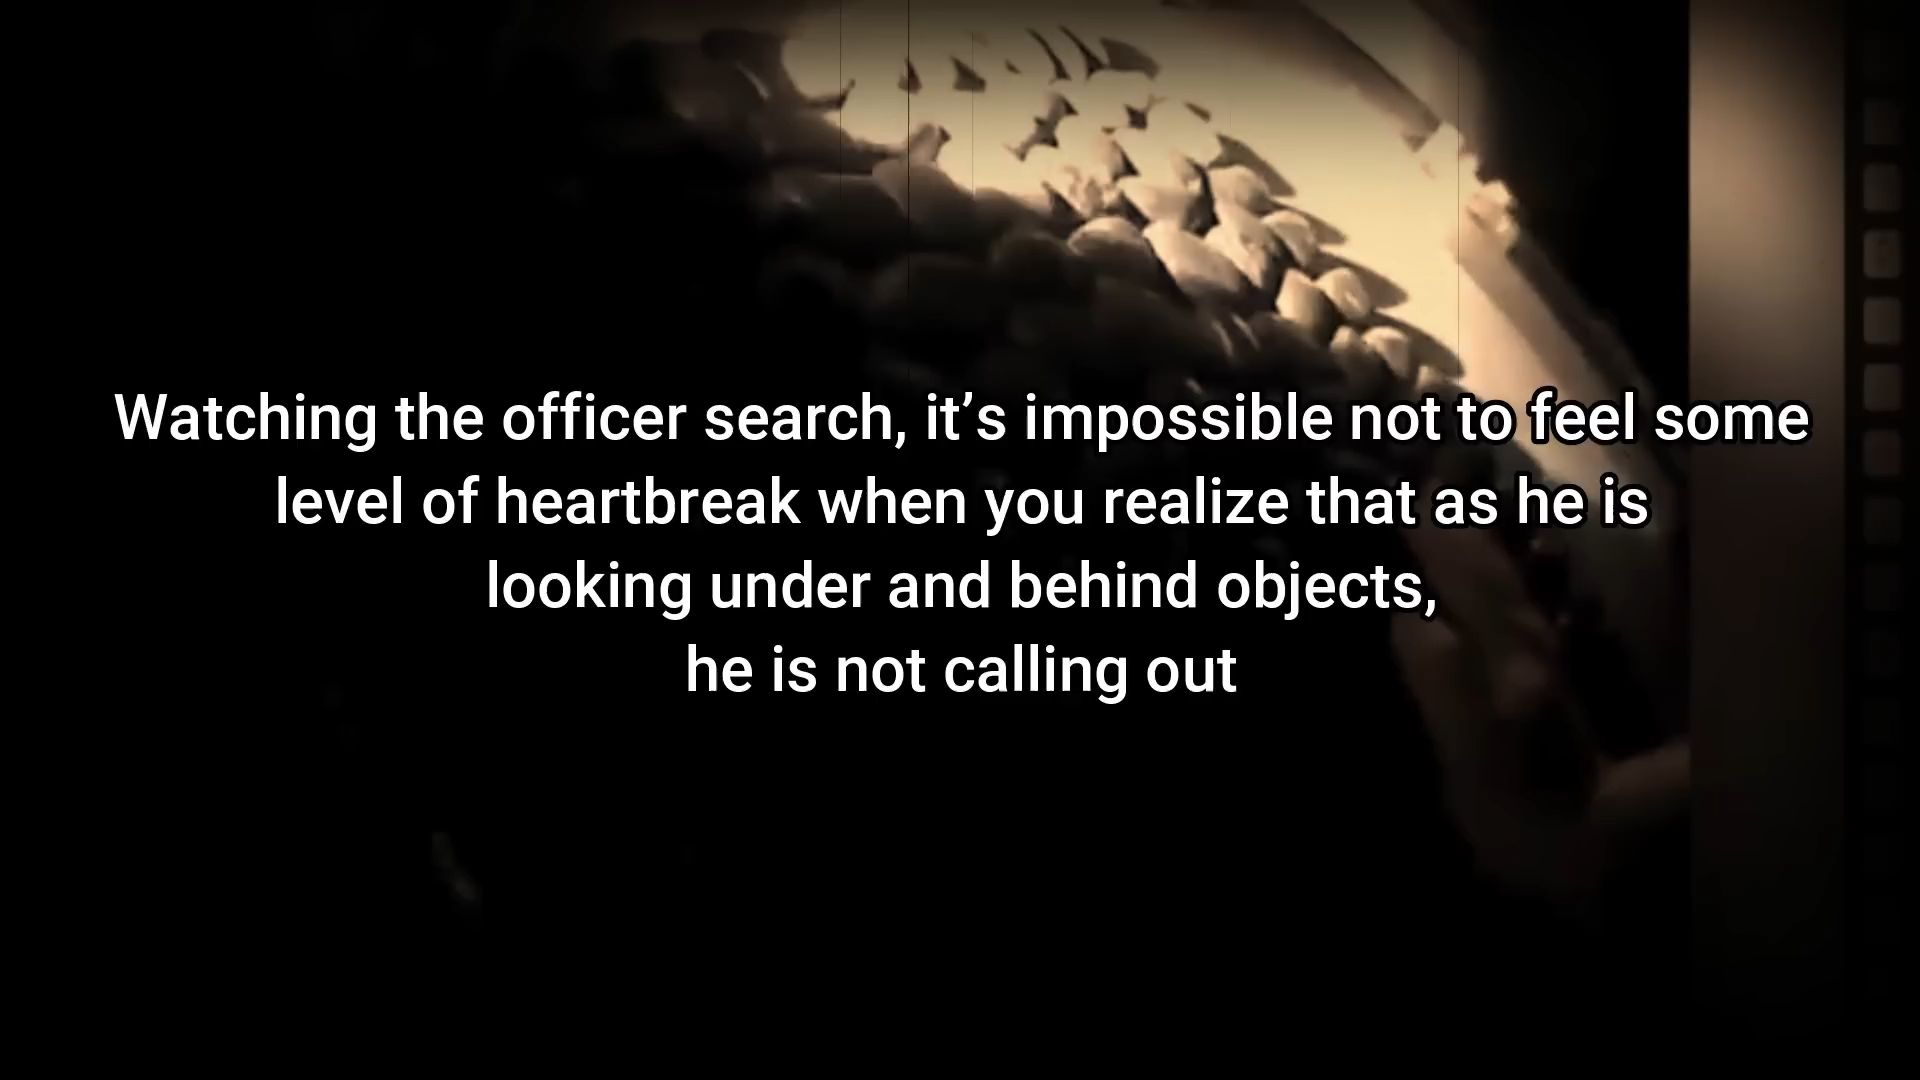 Watching the officer search, it’s impossible not to feel some
level of heartbreak when you realize that as he is
looking under and behind objects,
he is not calling out